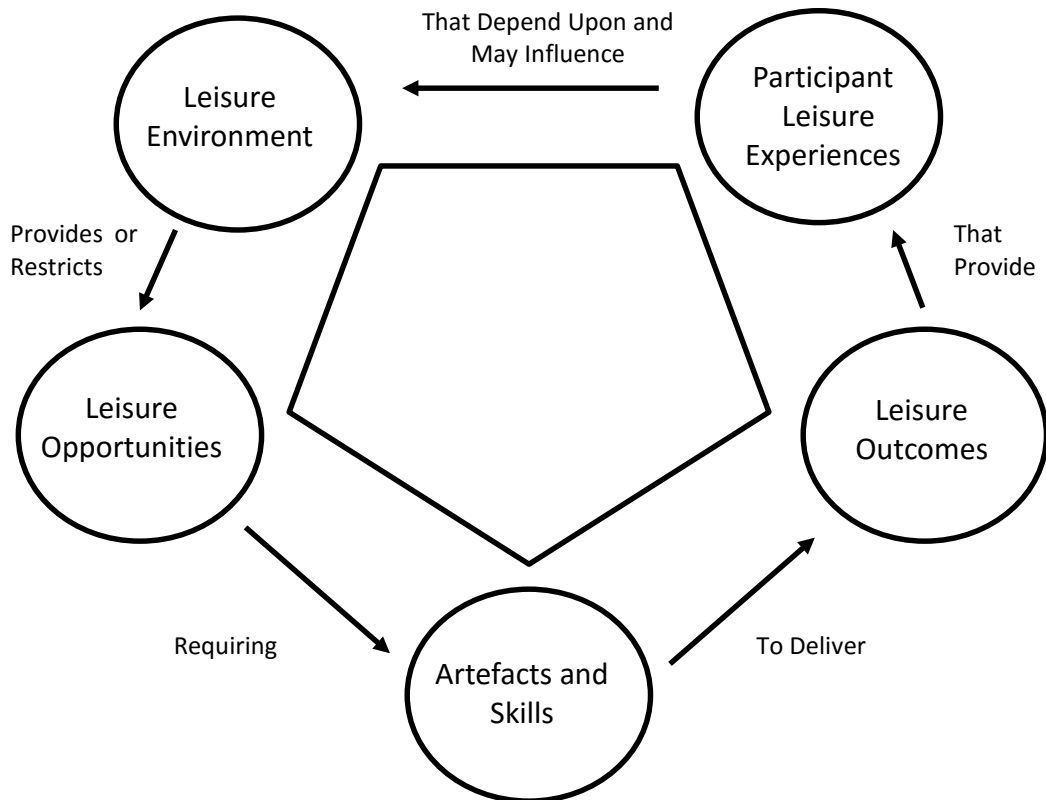 That Depend Upon and
May Influence
Leisure
Environment
Participant
Leisure
Experiences
Provides or
Restricts
That
Provide
Leisure
Opportunities
Leisure
Outcomes
Requiring
To Deliver
Artefacts and
Skills